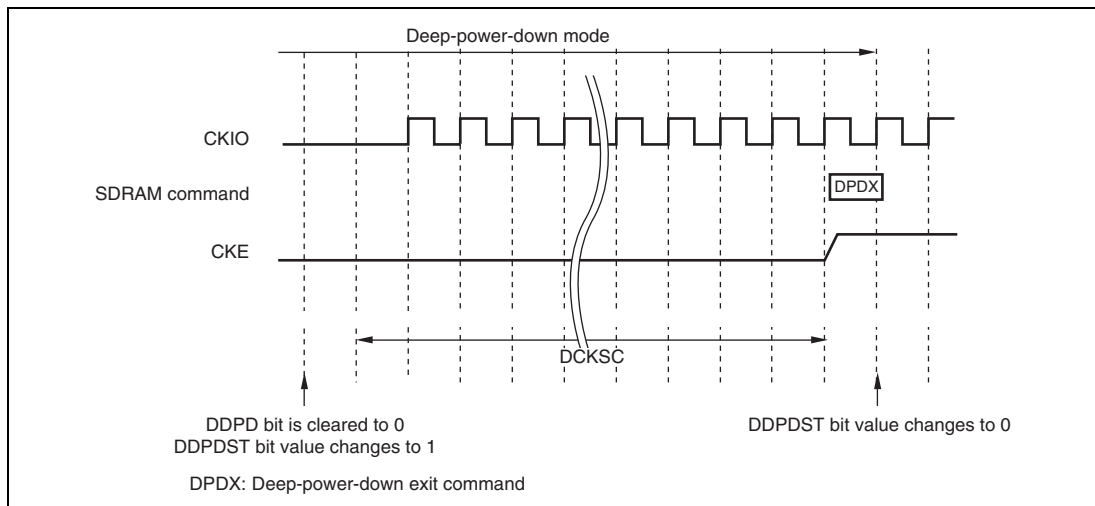 Deep-power-down mode
CKIO
SDRAM command
DPDX
CKE
DCKSC
DDPD bit is cleared to 0
DDPDST bit value changes to 1
DDPDST bit value changes to 0
DPDX: Deep-power-down exit command